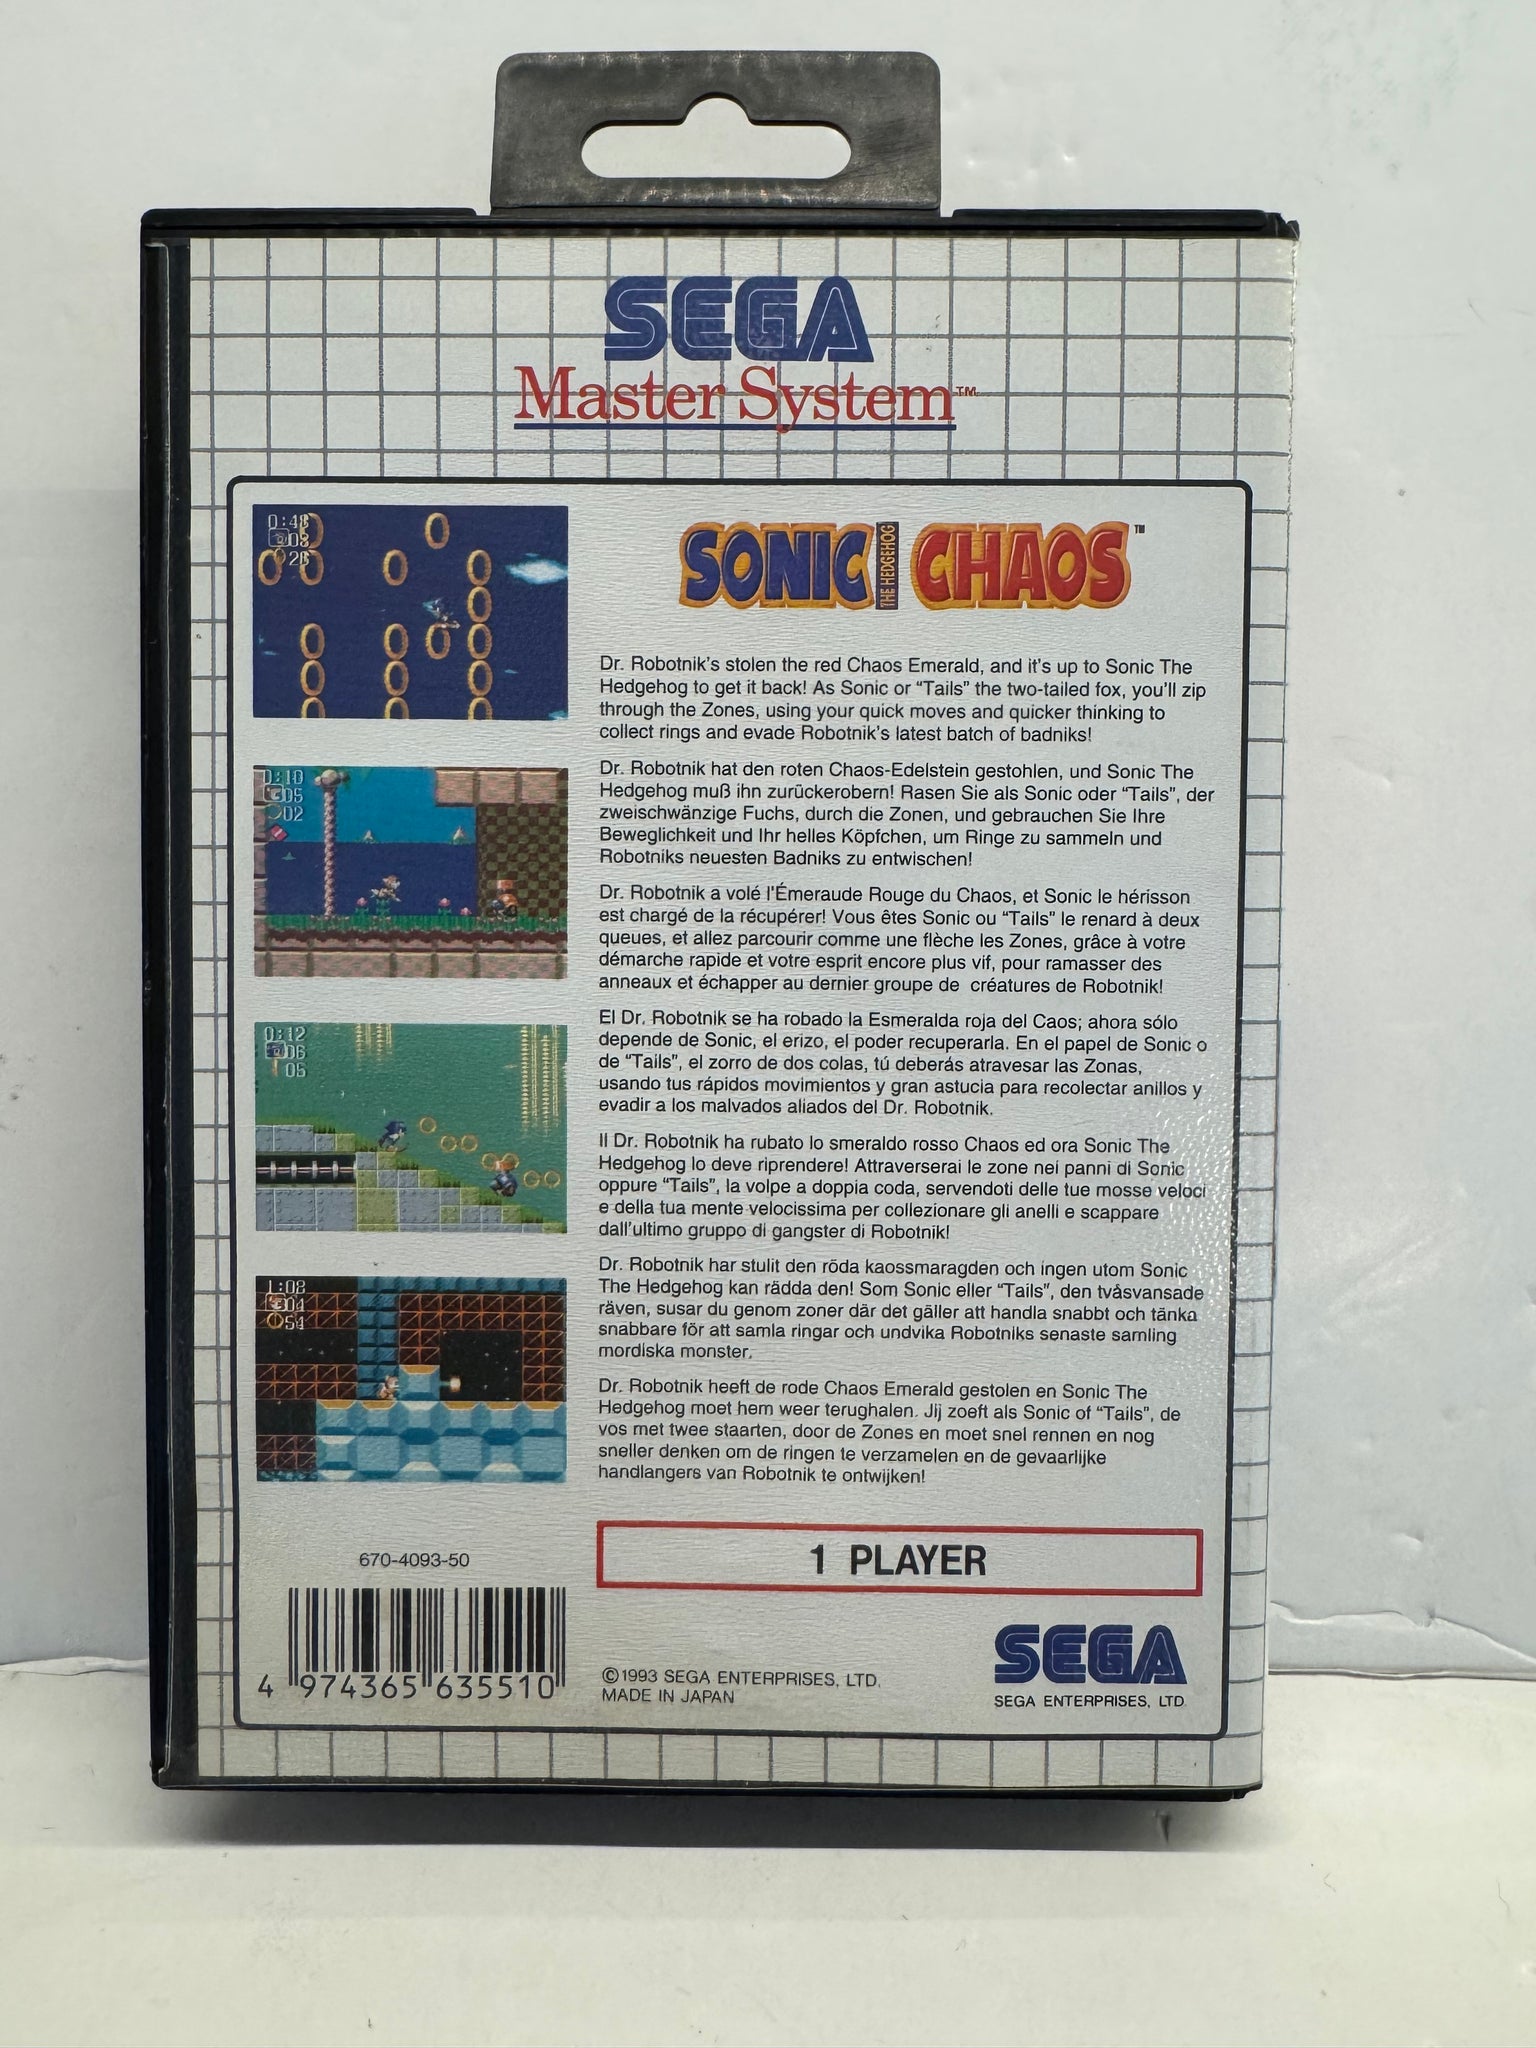 SEGA
Master System™
0:48
08
26
0:10
05
02
0:12
06
05
1:08
04
54
SONIC THE HEDGEHOG CHAOS™
Dr. Robotnik's stolen the red Chaos Emerald, and it's up to Sonic The
Hedgehog to get it back! As Sonic or “Tails” the two-tailed fox, you'll zip
through the Zones, using your quick moves and quicker thinking to
collect rings and evade Robotnik's latest batch of badniks!
Dr. Robotnik hat den roten Chaos-Edelstein gestohlen, und Sonic The
Hedgehog muß ihn zurückerobern! Rasen Sie als Sonic oder “Tails”, der
zweischwänzige Fuchs, durch die Zonen, und gebrauchen Sie Ihre
Beweglichkeit und Ihr helles Köpfchen, um Ringe zu sammeln und
Robotniks neuesten Badniks zu entwischen!
Dr. Robotnik a volé l'Émeraude Rouge du Chaos, et Sonic le hérisson
est chargé de la récupérer! Vous êtes Sonic ou “Tails” le renard à deux
queues, et allez parcourir comme une flèche les Zones, grâce à votre
démarche rapide et votre esprit encore plus vif, pour ramasser des
anneaux et échapper au dernier groupe de créatures de Robotnik!
El Dr. Robotnik se ha robado la Esmeralda roja del Caos; ahora sólo
depende de Sonic, el erizo, el poder recuperarla. En el papel de Sonic o
de “Tails”, el zorro de dos colas, tú deberás atravesar las Zonas,
usando tus rápidos movimientos y gran astucia para recolectar anillos y
evadir a los malvados aliados del Dr. Robotnik.
Il Dr. Robotnik ha rubato lo smeraldo rosso Chaos ed ora Sonic The
Hedgehog lo deve riprendere! Attraverserai le zone nei panni di Sonic
oppure “Tails”, la volpe a doppia coda, servendoti delle tue mosse veloci
e della tua mente velocissima per collezionare gli anelli e scappare
dall'ultimo gruppo di gangster di Robotnik!
Dr. Robotnik har stulit den röda kaossmaragden och ingen utom Sonic
The Hedgehog kan rädda den! Som Sonic eller “Tails”, den tvåsvansade
räven, susar du genom zoner där det gäller att handla snabbt och tänka
snabbare för att samla ringar och undvika Robotniks senaste samling
mordiska monster.
Dr. Robotnik heeft de rode Chaos Emerald gestolen en Sonic The
Hedgehog moet hem weer terughalen. Jij zoeft als Sonic of “Tails”, de
vos met twee staarten, door de Zones en moet snel rennen en nog
sneller denken om de ringen te verzamelen en de gevaarlijke
handlangers van Robotnik te ontwijken!
1 PLAYER
670-4093-50
4 974365 635510
©1993 SEGA ENTERPRISES, LTD.
MADE IN JAPAN
SEGA
SEGA ENTERPRISES, LTD.